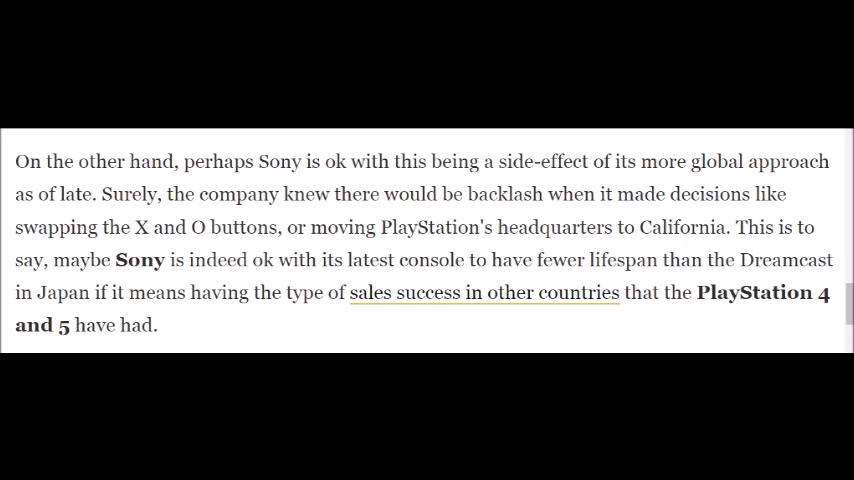 On the other hand, perhaps Sony is ok with this being a side-effect of its more global approach
as of late. Surely, the company knew there would be backlash when it made decisions like
swapping the X and O buttons, or moving PlayStation's headquarters to California. This is to
say, maybe Sony is indeed ok with its latest console to have fewer lifespan than the Dreamcast
in Japan if it means having the type of sales success in other countries that the PlayStation 4
and 5 have had.